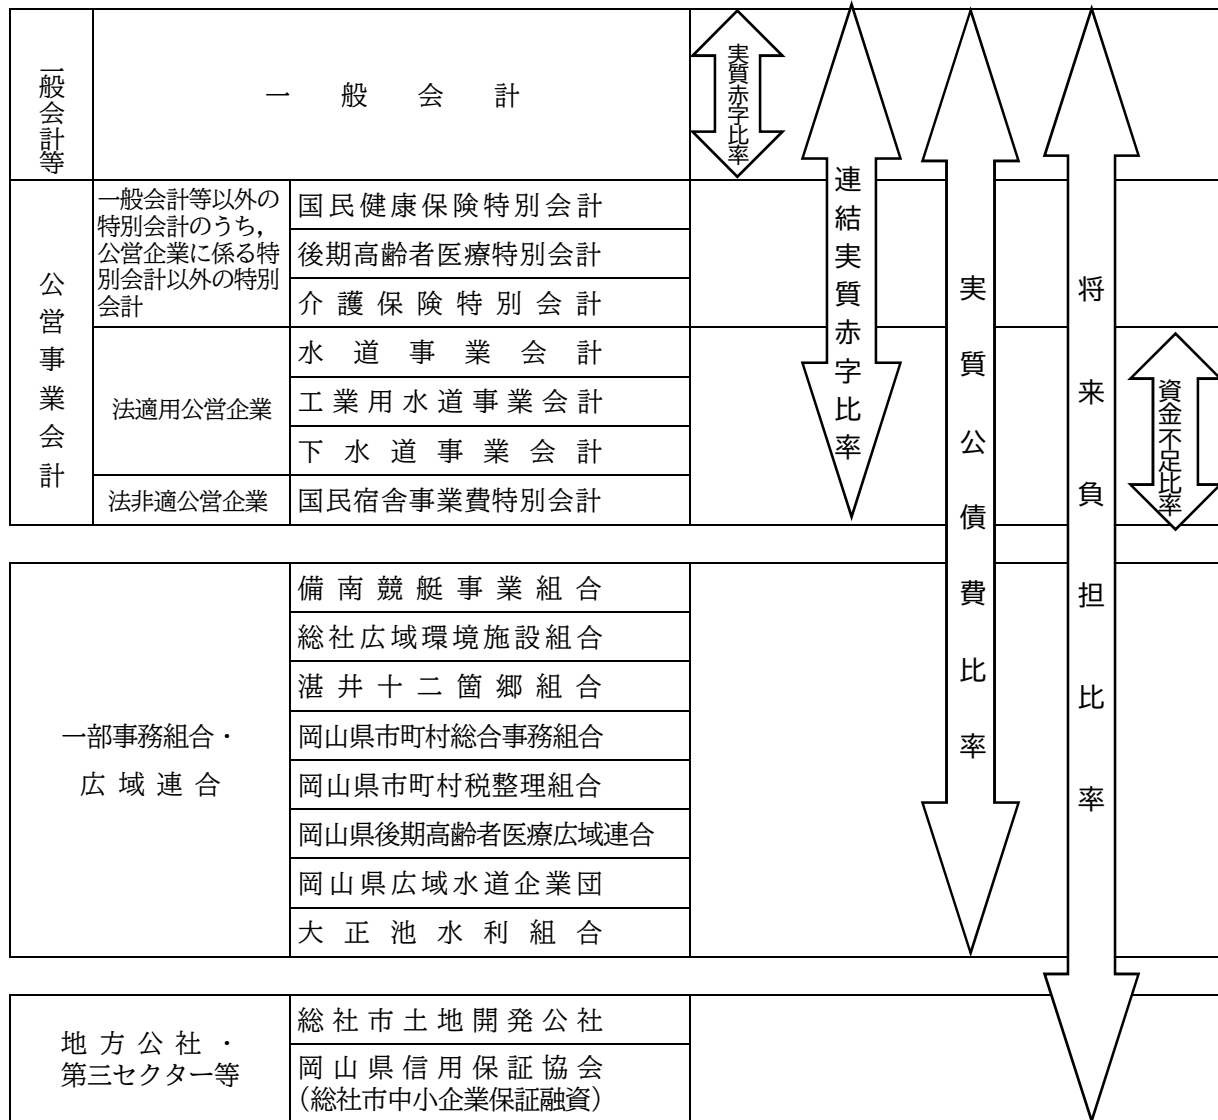 一般会計等
一般会計
実質赤字比率
連結実質赤字比率
実質公債費比率
将来負担比率
公営事業会計
一般会計等以外の
特別会計のうち，
公営企業に係る特
別会計以外の特別
会計
国民健康保険特別会計
後期高齢者医療特別会計
介護保険特別会計
法適用公営企業
水道事業会計
工業用水道事業会計
下水道事業会計
資金不足比率
法非適公営企業
国民宿舎事業費特別会計
一部事務組合・
広域連合
備南競艇事業組合
総社広域環境施設組合
湛井十二箇郷組合
岡山県市町村総合事務組合
岡山県市町村税整理組合
岡山県後期高齢者医療広域連合
岡山県広域水道企業団
大正池水利組合
地方公社・
第三セクター等
総社市土地開発公社
岡山県信用保証協会
（総社市中小企業保証融資）